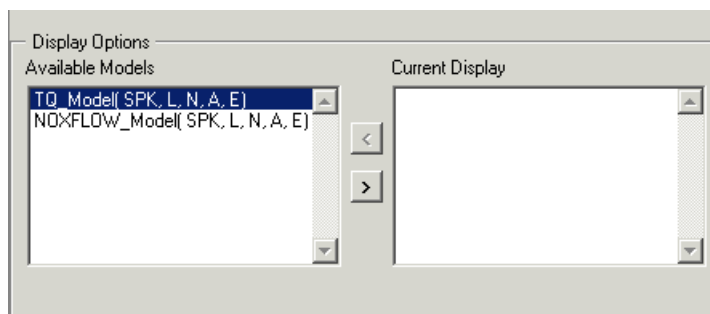 Display Options
Available Models
Current Display
TQ_Model( SPK, L, N, A, E)
NOXFLOW_Model( SPK, L, N, A, E)
<
>